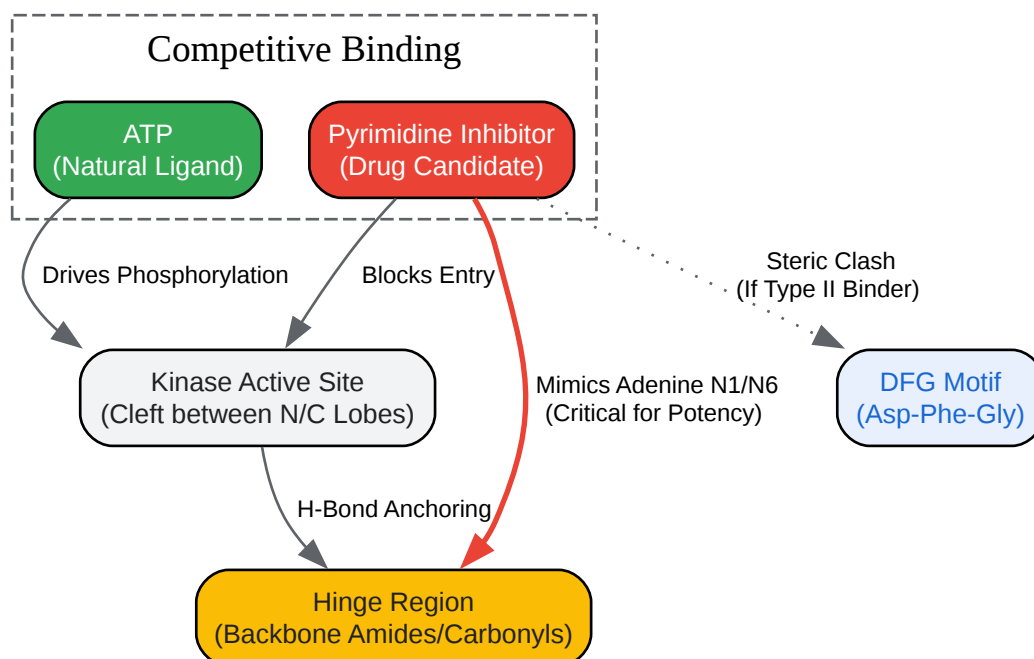 Competitive Binding
ATP
(Natural Ligand)
Pyrimidine Inhibitor
(Drug Candidate)
Drives Phosphorylation
Blocks Entry
Steric Clash
(If Type II Binder)
Kinase Active Site
(Cleft between N/C Lobes)
Mimics Adenine N1/N6
(Critical for Potency)
DFG Motif
(Asp-Phe-Gly)
H-Bond Anchoring
Hinge Region
(Backbone Amides/Carbonyls)